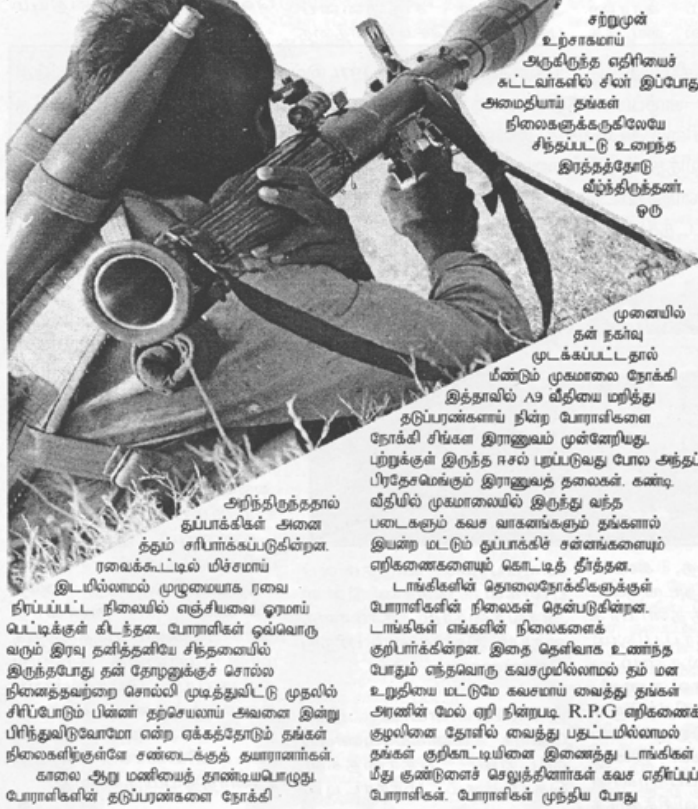 சற்றுமுன்
உற்சாகமாய்
அருகிருந்த எதிரியைச்
சுட்டவர்களில் சிலர் இப்போது
அமைதியாய் தங்கள்
நிலைகளுக்கருகிலேயே
சிந்தப்பட்டு உறைந்த
இரத்தத்தோடு
வீழ்ந்திருந்தனர்.
ஒரு
முனையில்
தன் நகர்வு
முடக்கப்பட்டதால்
மீண்டும் முகமாலை நோக்கி
இத்தாவில் A9 வீதியை மறித்து
தடுப்பரண்களாய் நின்ற போராளிகளை
நோக்கி சிங்கள இராணுவம் முன்னேறியது.
புற்றுக்குள் இருந்த ஈசல் புறப்படுவது போல அந்தப்
பிரதேசமெங்கும் இராணுவத் தலைகள். கண்டி
வீதியில் முகமாலையில் இருந்து வந்த
படைகளும் கவச வாகனங்களும் தங்களால்
இயன்ற மட்டும் துப்பாக்கிச் சன்னங்களையும்
எறிகணைகளையும் கொட்டித் தீர்த்தன.
டாங்கிகளின் தொலைநோக்கிகளுக்குள்
போராளிகளின் நிலைகள் தென்படுகின்றன.
டாங்கிகள் எங்களின் நிலைகளைக்
குறிபார்க்கின்றன. இதை தெளிவாக உணர்ந்த
போதும் எந்தவொரு கவசமுமில்லாமல் தம் மன
உறுதியை மட்டுமே கவசமாய் வைத்து தங்கள்
அரணின் மேல் ஏறி நின்றபடி R.P.G எறிகணைக்
குழலினை தோளில் வைத்து பதட்டமில்லாமல்
தங்கள் குறிகாட்டியினை இணைத்து டாங்கிகள்
மீது குண்டுளைச் செலுத்தினார்கள் கவச எதிர்ப்புப்
போராளிகள். போராளிகள் முந்திய போது
அறிந்திருந்ததால்
துப்பாக்கிகள் அனை
த்தும் சரிபார்க்கப்படுகின்றன.
ரவைக்கூட்டில் மிச்சமாய்
இடமில்லாமல் முழுமையாக ரவை
நிரப்பப்பட்ட நிலையில் எஞ்சியவை ஓரமாய்
பெட்டிக்குள் கிடந்தன. போராளிகள் ஒவ்வொரு
வரும் இரவு தனித்தனியே சிந்தனையில்
இருந்தபோது தன் தோழனுக்குச் சொல்ல
நினைத்தவற்றை சொல்லி முடித்துவிட்டு முதலில்
சிரிப்போடும் பின்னர் தற்செயலாய் அவனை இன்று
பிரிந்துவிடுவோமோ என்ற ஏக்கத்தோடும் தங்கள்
நிலைகளிற்குள்ளே சண்டைக்குத் தயாரானார்கள்.
காலை ஆறு மணியைத் தாண்டியபொழுது.
போராளிகளின் தடுப்பரண்களை நோக்கி